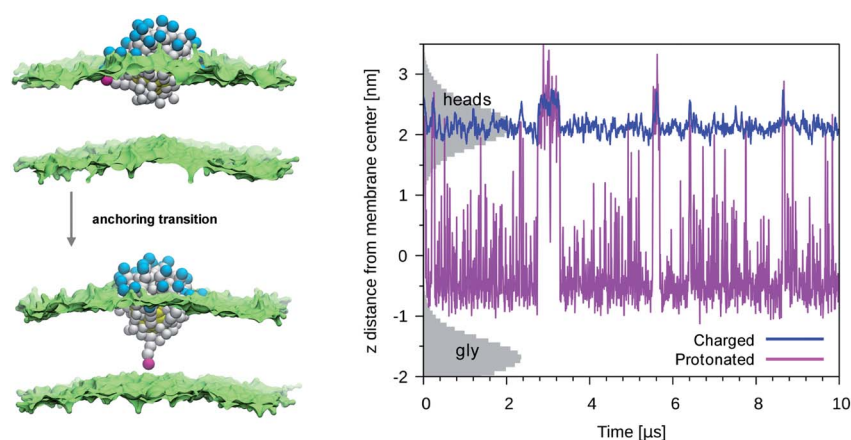 anchoring transition
z distance from membrane center [nm]
3
2
1
0
-1
-2
heads
gly
Charged
Protonated
0 2 4 6 8 10
Time [μs]